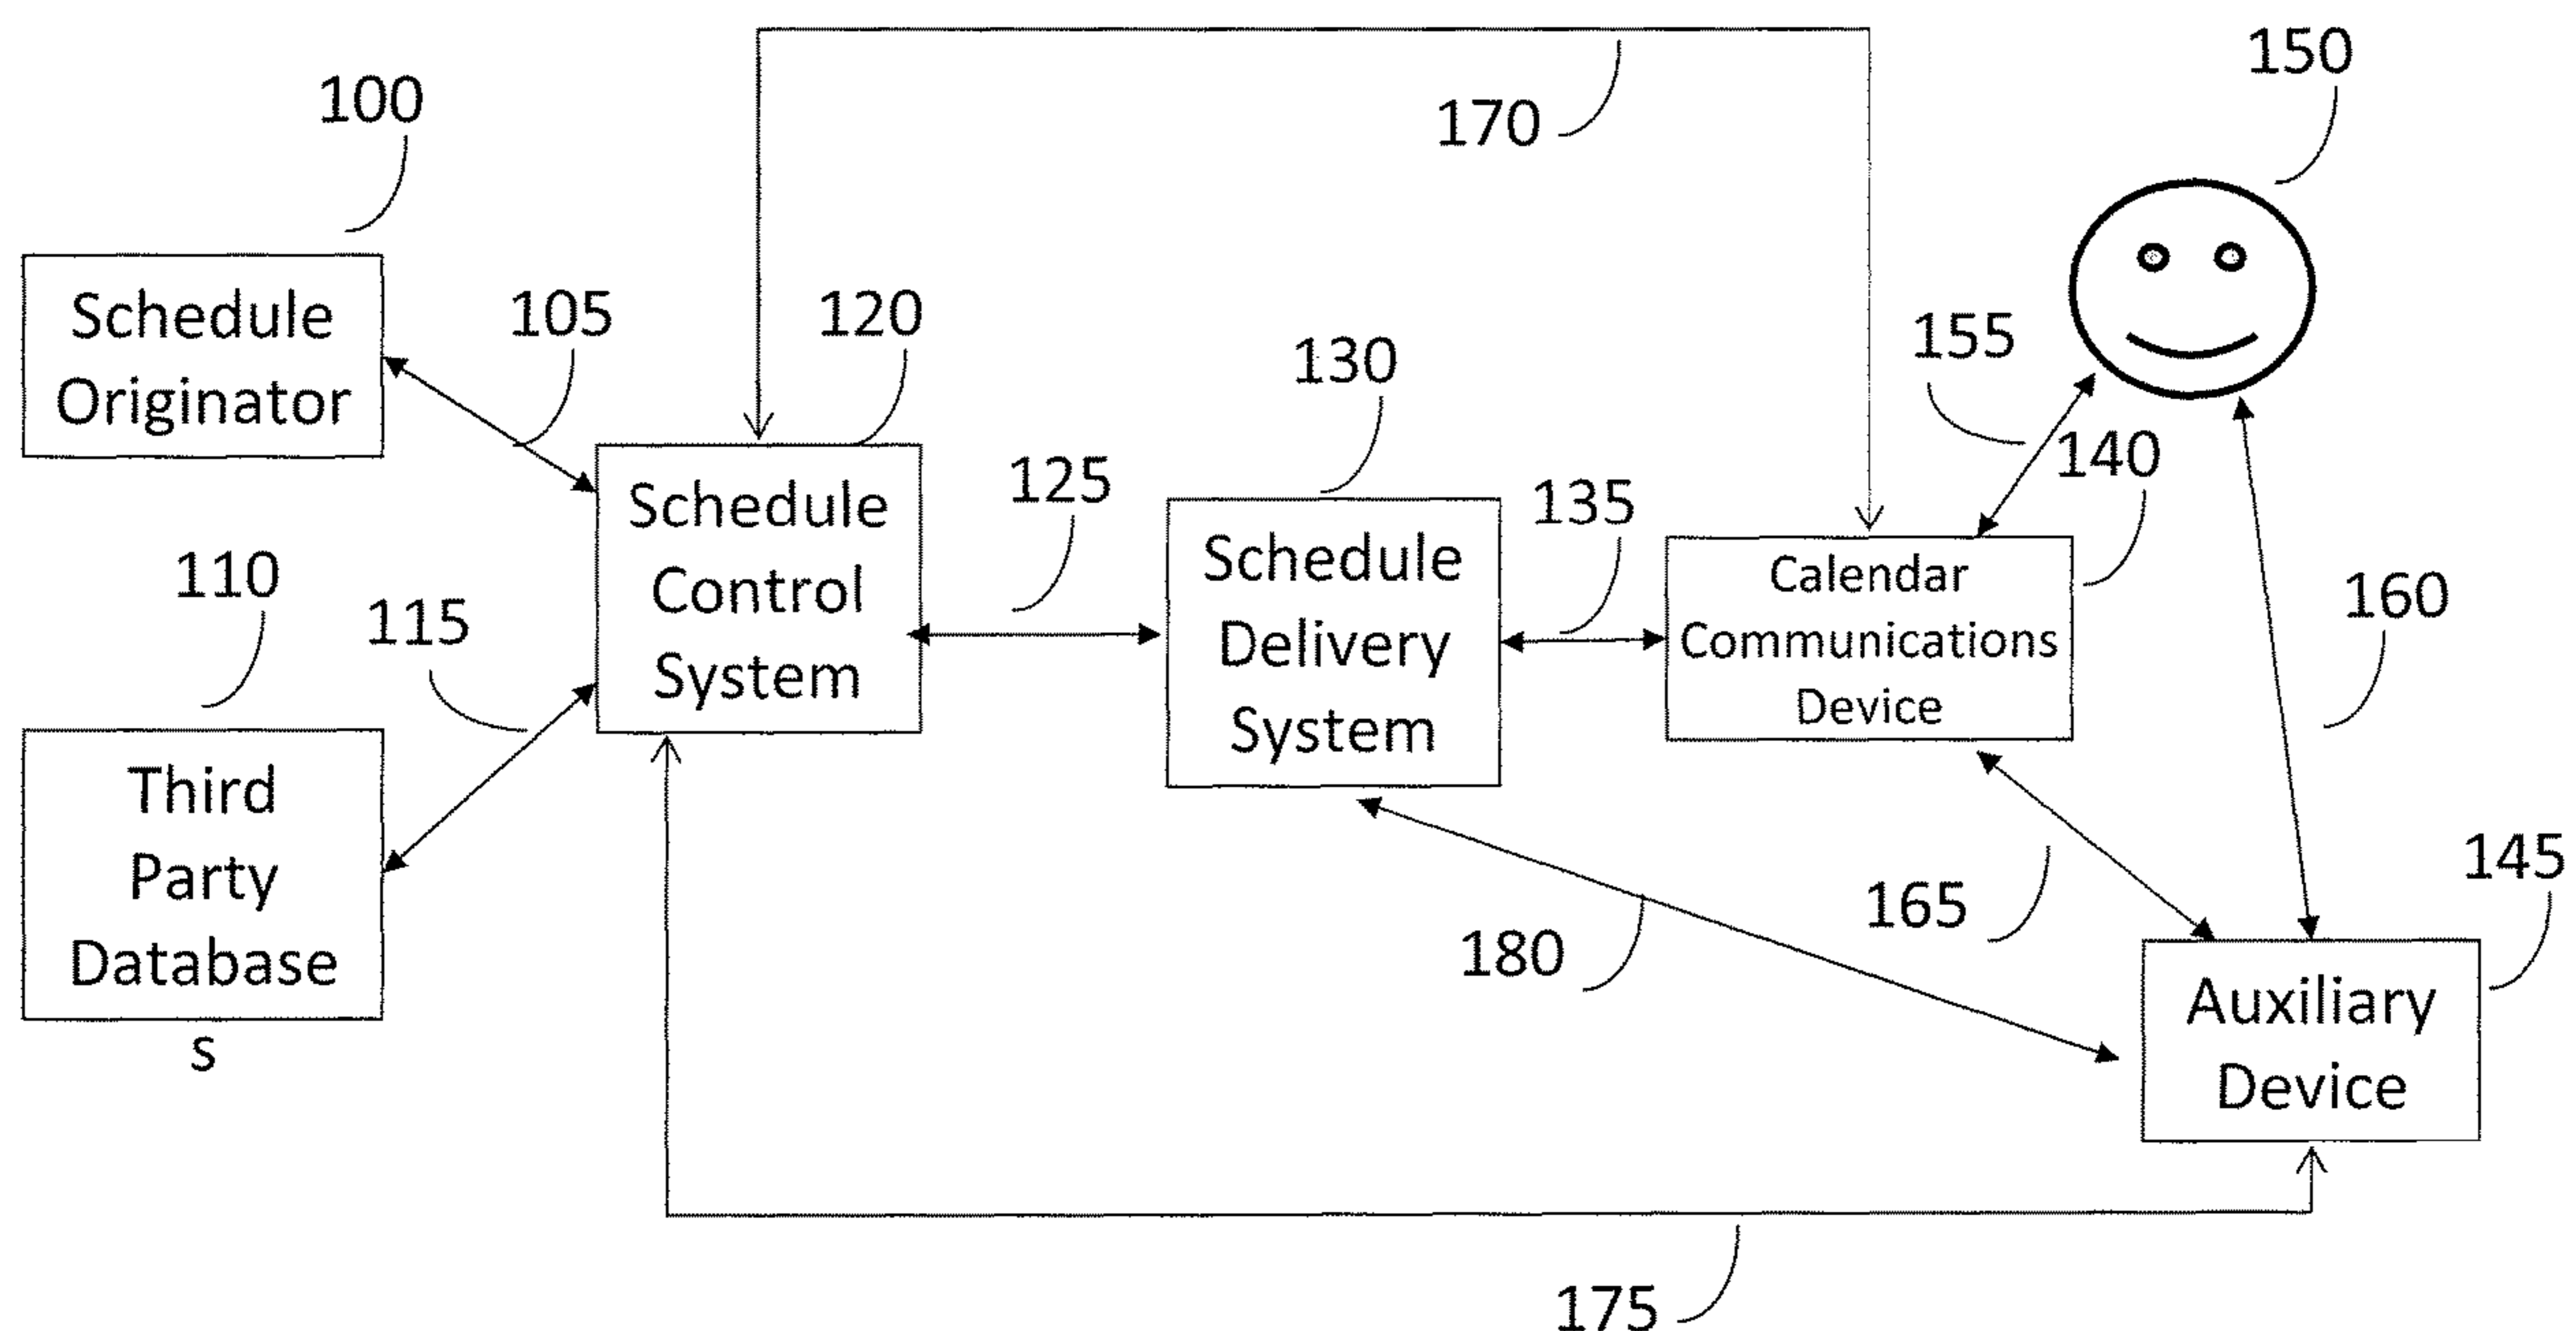 150
100
170
Schedule
Originator
105
120
155
130
140
125
135
Schedule
Control
System
Schedule
Delivery
System
Calendar
Communications
Device
110
115
160
Third
Party
Database
s
165
145
180
Auxiliary
Device
175